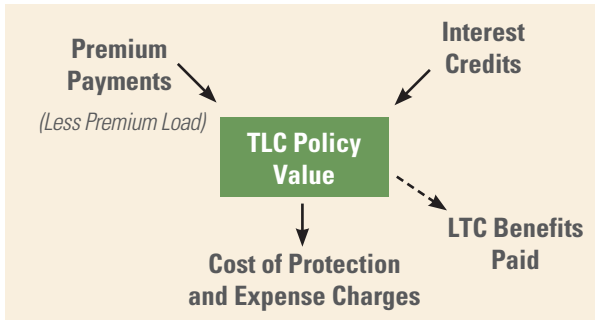 Premium
Payments
(Less Premium Load)
Interest
Credits
TLC Policy
Value
LTC Benefits
Paid
Cost of Protection
and Expense Charges